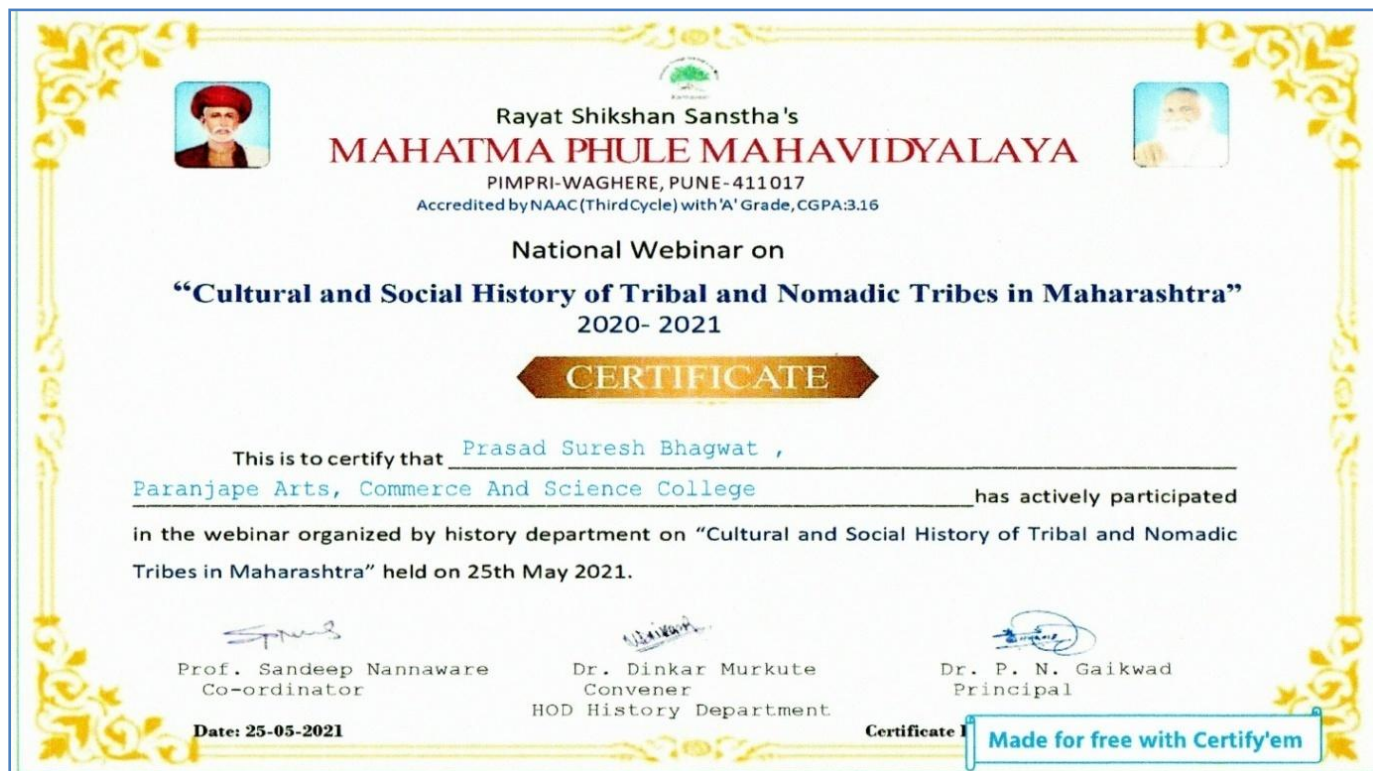 Rayat Shikshan Sanstha's
MAHATMA PHULE MAHAVIDYALAYA
PIMPRI-WAGHERE, PUNE-411017
Accredited by NAAC (Third Cycle) with 'A' Grade, CGPA:3.16
National Webinar on
“Cultural and Social History of Tribal and Nomadic Tribes in Maharashtra”
2020- 2021
CERTIFICATE
This is to certify that Prasad Suresh Bhagwat ,
Paranjape Arts, Commerce And Science College has actively participated
in the webinar organized by history department on “Cultural and Social History of Tribal and Nomadic
Tribes in Maharashtra” held on 25th May 2021.
Prof. Sandeep Nannaware Dr. Dinkar Murkute Dr. P. N. Gaikwad
Co-ordinator Convener Principal
HOD History Department
Date: 25-05-2021 Certificate
Made for free with Certify'em